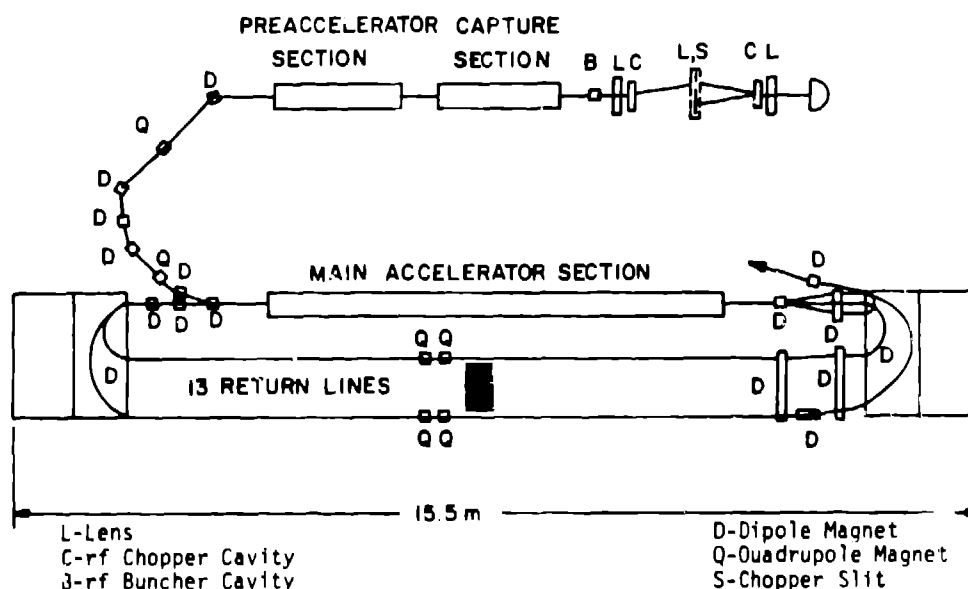 PREACCELERATOR CAPTURE
SECTION SECTION
B L C L,S C L
D
Q
D
D
D Q
D
MAIN ACCELERATOR SECTION
D
D D D
D
D
D
Q Q
D
D
D
D
13 RETURN LINES
Q Q
D
15.5 m
L-Lens
C-rf Chopper Cavity
B-rf Buncher Cavity
D-Dipole Magnet
Q-Quadrupole Magnet
S-Chopper Slit